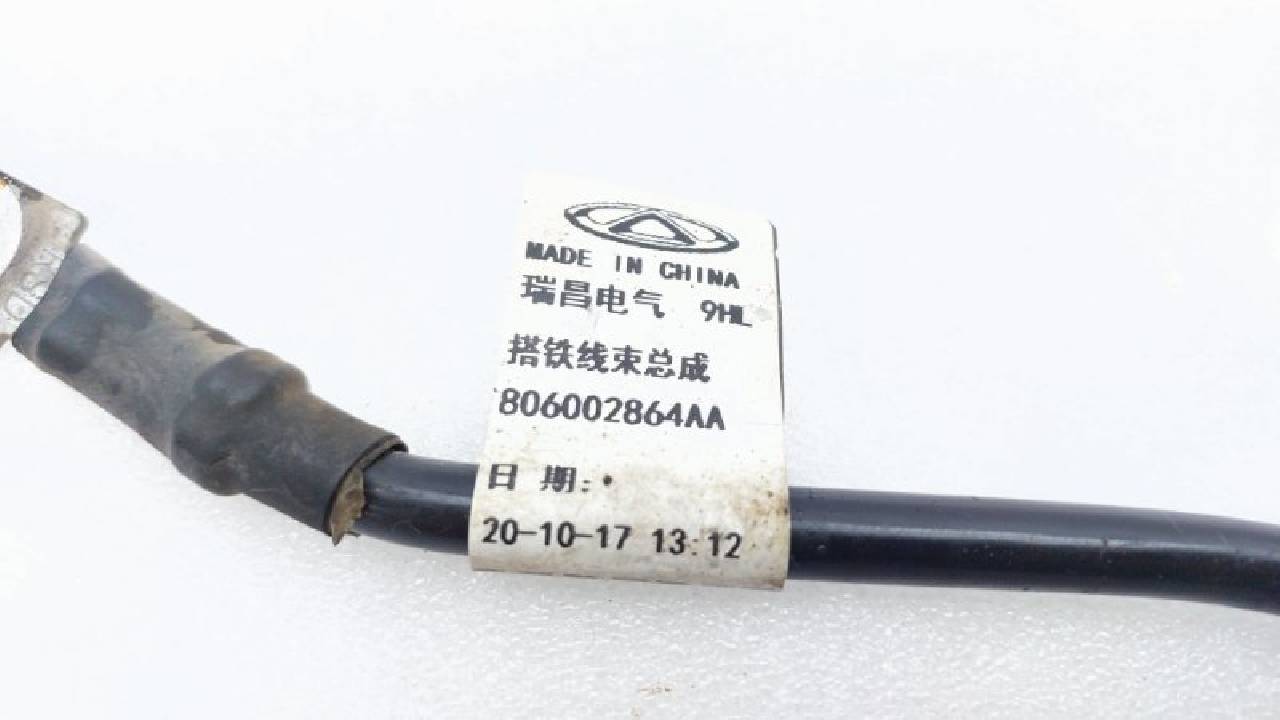 MADE IN CHINA
瑞昌电气 9HL
搭铁线束总成
806002864AA
日期:
20-10-17 13:12